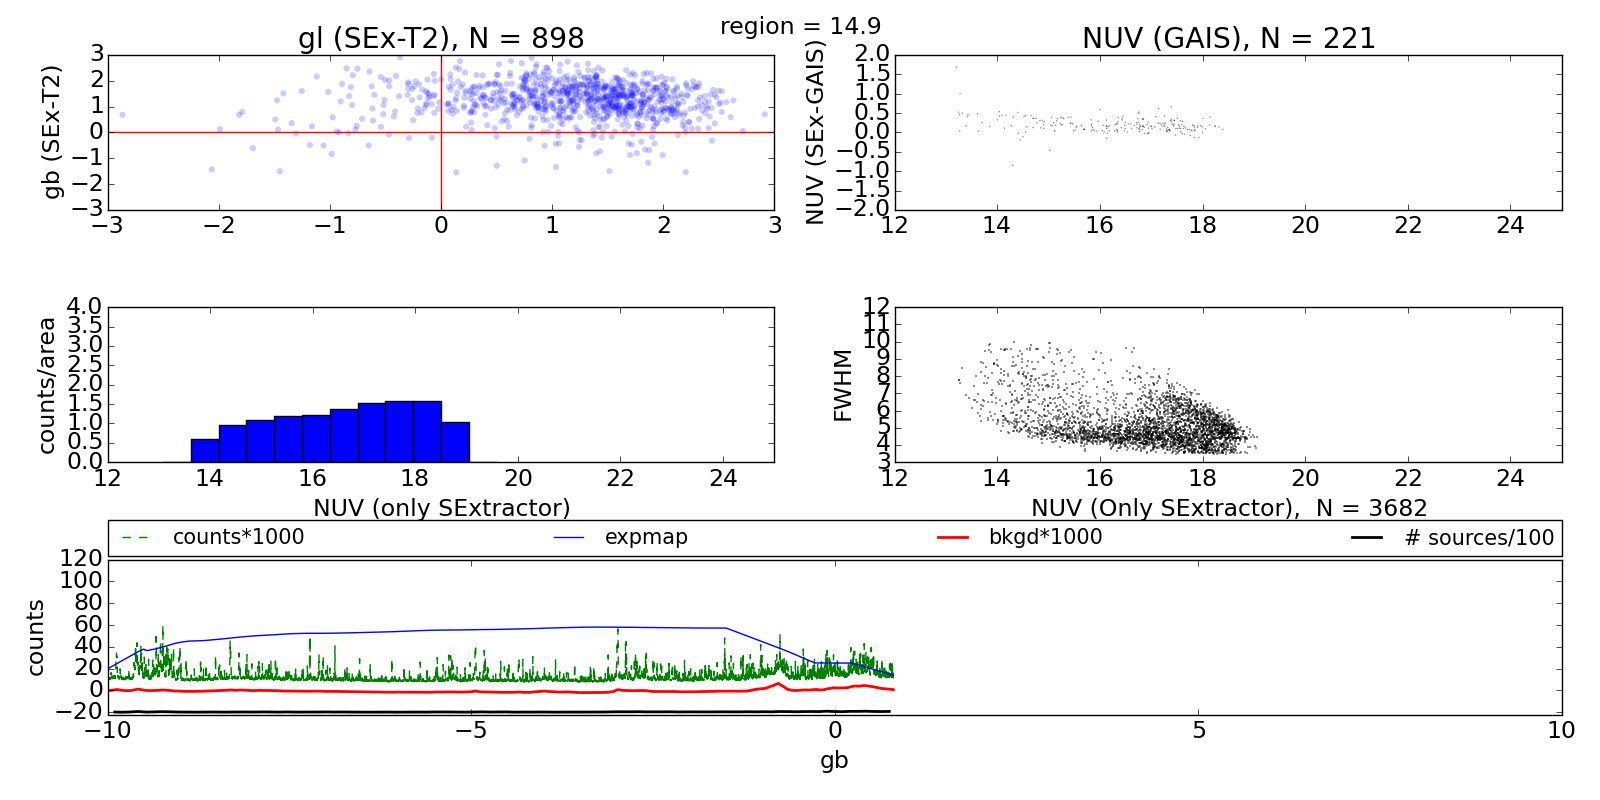 region = 14.9
gl (SEx-T2), N = 898
NUV (GAIS), N = 221
gb (SEx-T2)
3
2
1
0
−1
−2
−3
−3 −2 −1 0 1 2 3
NUV (SEx-GAIS)
2.0
1.5
1.0
0.5
0.0
−0.5
−1.0
−1.5
−2.0
12 14 16 18 20 22 24
counts/area
4.0
3.5
3.0
2.5
2.0
1.5
1.0
0.5
0.0
12 14 16 18 20 22 24
NUV (only SExtractor)
FWHM
12
11
10
9
8
7
6
5
4
3
12 14 16 18 20 22 24
NUV (Only SExtractor), N = 3682
counts*1000 expmap bkgd*1000 # sources/100
counts
120
100
80
60
40
20
0
−20
−10 −5 0 5 10
gb